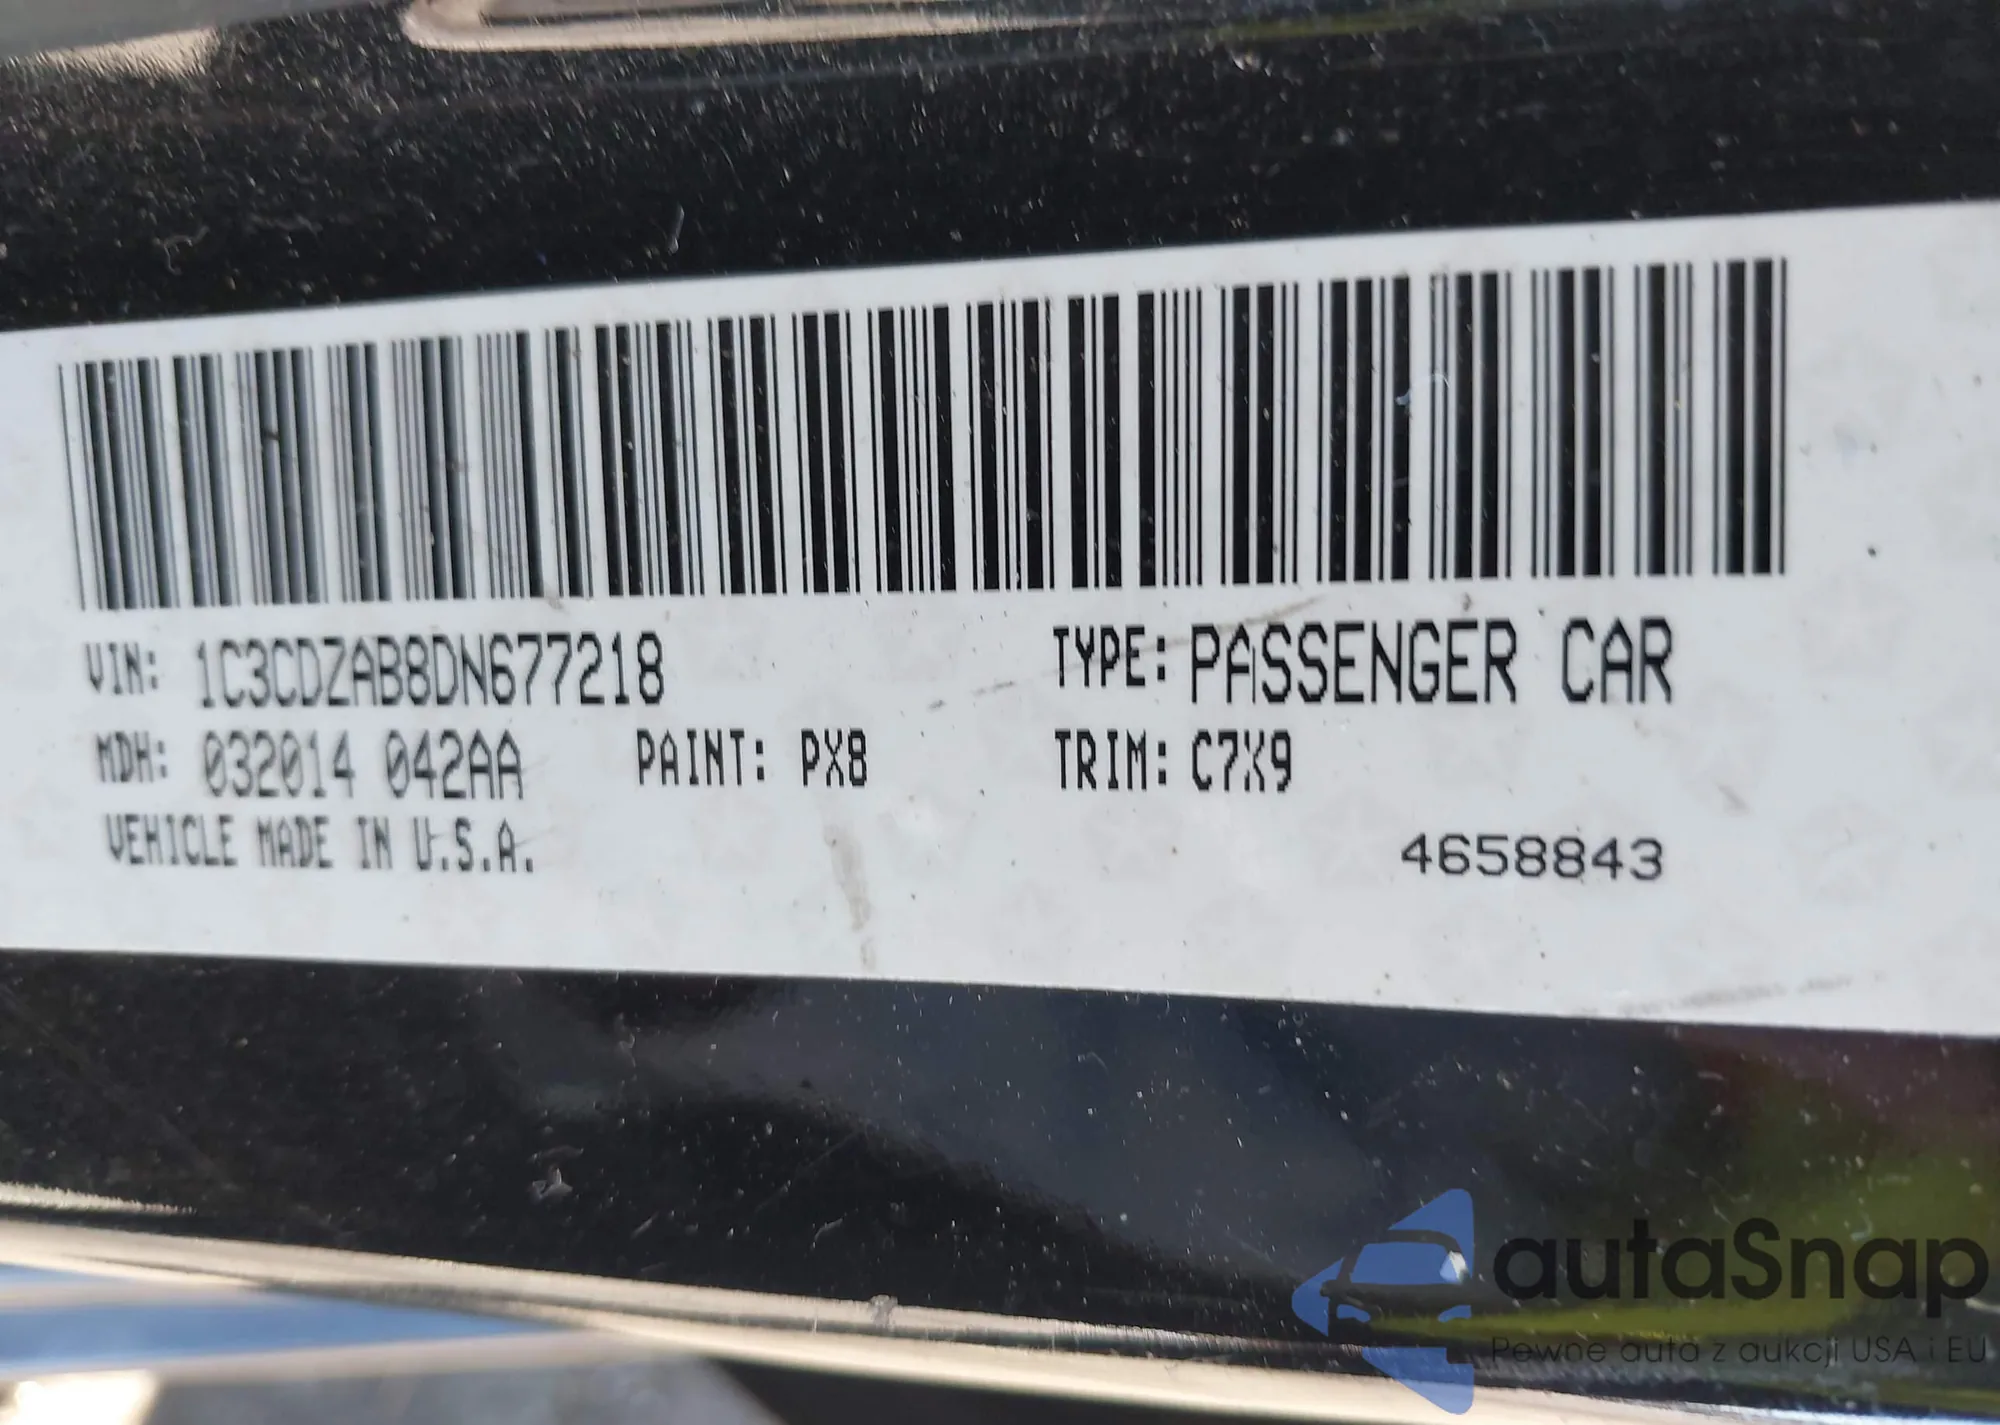 VIN: 1C3CDZAB8DN677218 TYPE: PASSENGER CAR
MDH: 032014 042AA PAINT: PX8 TRIM: C7X9
VEHICLE MADE IN U.S.A.
4658843
autaSnap
Pewne auta z aukcji USA i EU